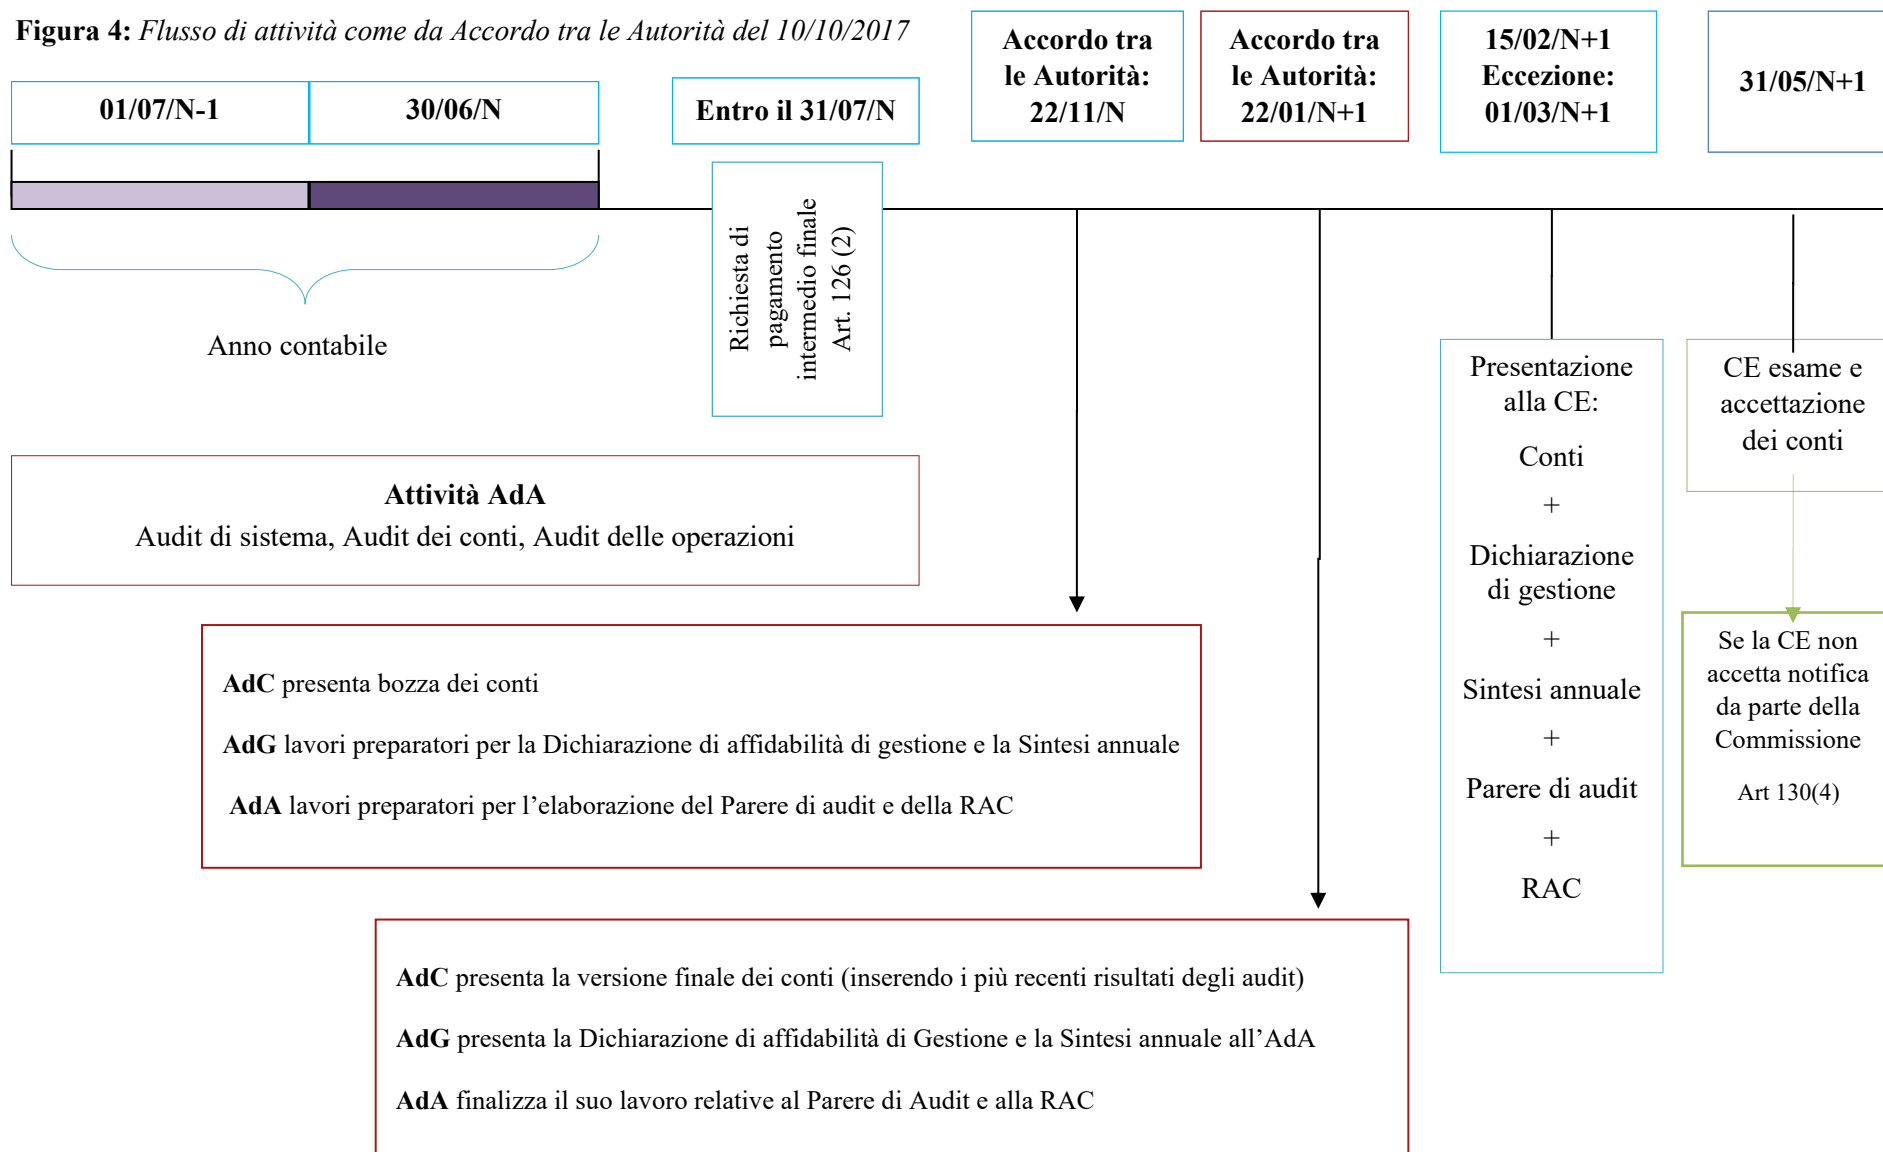 Figura 4: Flusso di attività come da Accordo tra le Autorità del 10/10/2017
01/07/N-1
30/06/N
Entro il 31/07/N
Accordo tra
le Autorità:
22/11/N
Accordo tra
le Autorità:
22/01/N+1
15/02/N+1
Eccezione:
01/03/N+1
31/05/N+1
Richiesta di
pagamento
intermedio finale
Art. 126 (2)
Anno contabile
Attività AdA
Audit di sistema, Audit dei conti, Audit delle operazioni
AdC presenta bozza dei conti
AdG lavori preparatori per la Dichiarazione di affidabilità di gestione e la Sintesi annuale
AdA lavori preparatori per l’elaborazione del Parere di audit e della RAC
AdC presenta la versione finale dei conti (inserendo i più recenti risultati degli audit)
AdG presenta la Dichiarazione di affidabilità di Gestione e la Sintesi annuale all’AdA
AdA finalizza il suo lavoro relative al Parere di Audit e alla RAC
Presentazione
alla CE:
Conti
+
Dichiarazione
di gestione
+
Sintesi annuale
+
Parere di audit
+
RAC
CE esame e
accettazione
dei conti
Se la CE non
accetta notifica
da parte della
Commissione
Art 130(4)